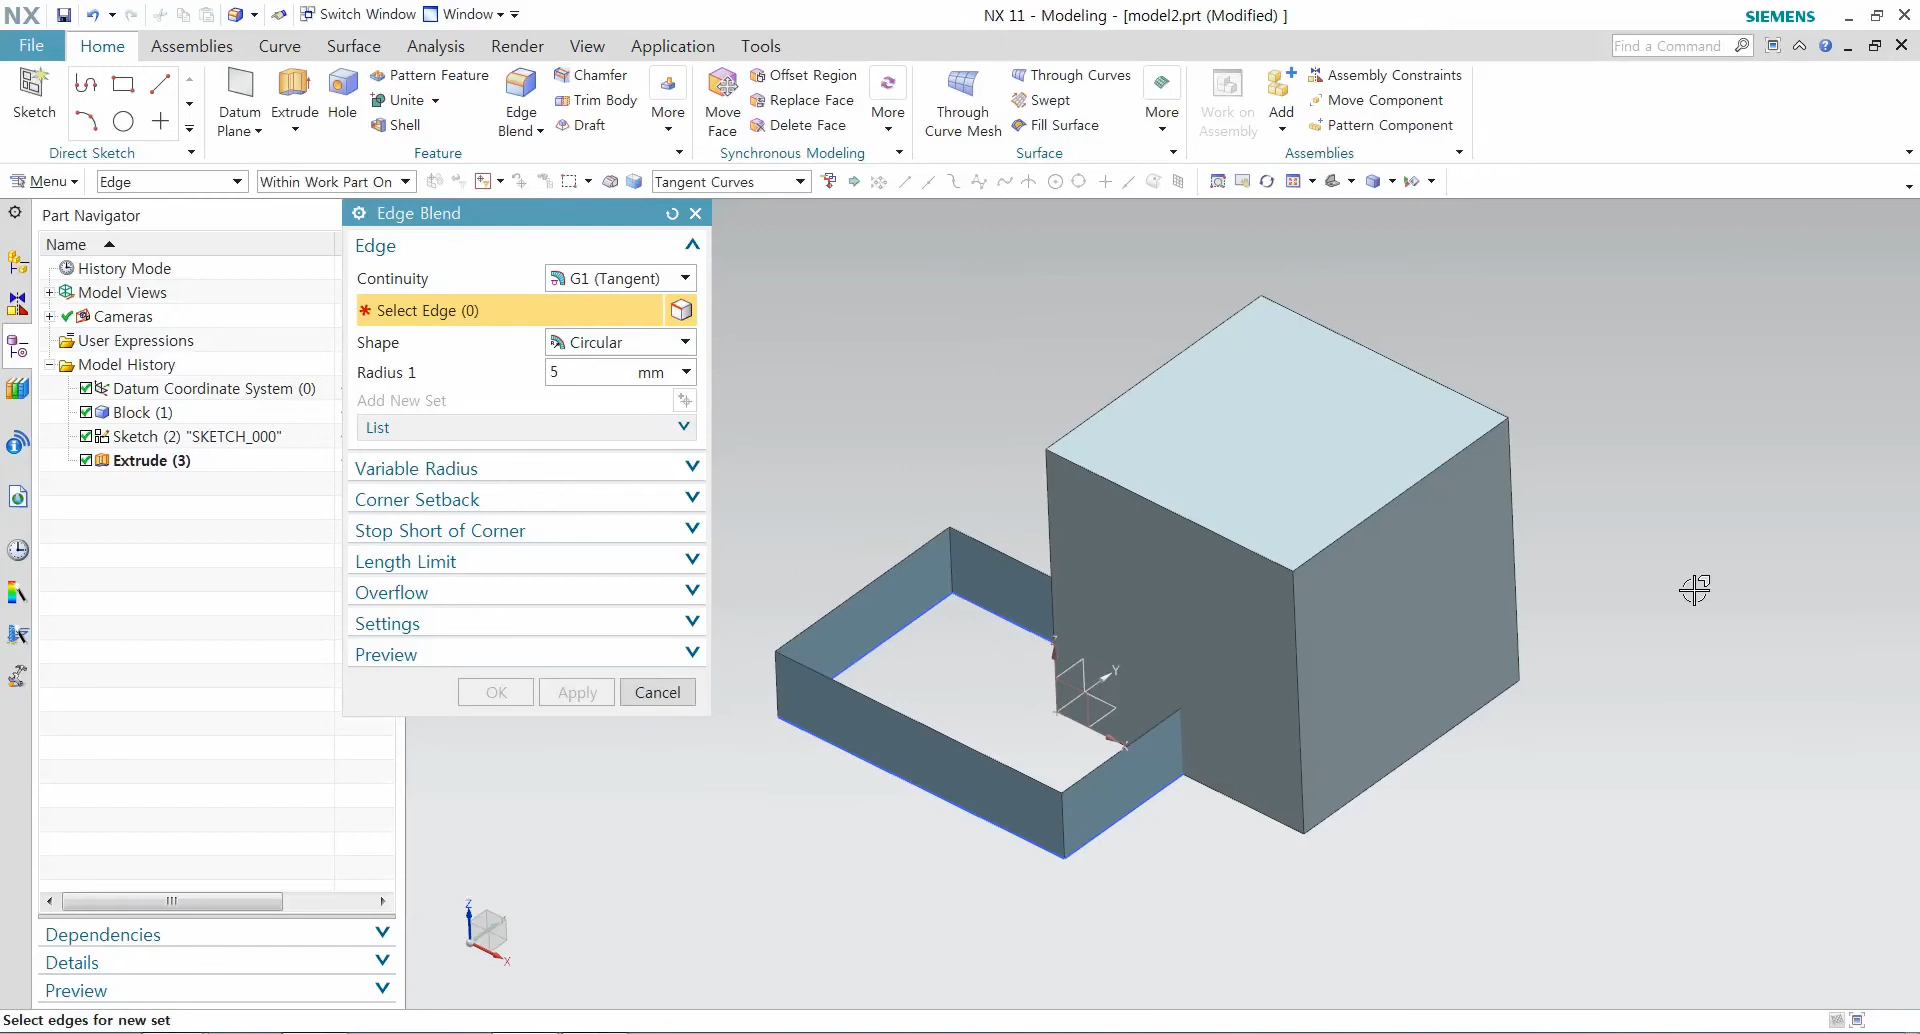 NX
Switch Window
Window
NX 11 - Modeling - [model2.prt (Modified) ]
SIEMENS
File
Home
Assemblies
Curve
Surface
Analysis
Render
View
Application
Tools
Find a Command
Sketch
Direct Sketch
Datum
Plane
Extrude
Hole
Pattern Feature
Unite
Shell
Edge
Blend
Chamfer
Trim Body
Draft
More
Feature
Move
Face
Offset Region
Replace Face
Delete Face
More
Synchronous Modeling
Through
Curve Mesh
Through Curves
Swept
Fill Surface
More
Surface
Work on
Assembly
Add
Assembly Constraints
Move Component
Pattern Component
Assemblies
Menu
Edge
Within Work Part On
Tangent Curves
Part Navigator
Name
History Mode
Model Views
Cameras
User Expressions
Model History
Datum Coordinate System (0)
Block (1)
Sketch (2) "SKETCH_000"
Extrude (3)
Dependencies
Details
Preview
Edge Blend
Edge
Continuity
G1 (Tangent)
* Select Edge (0)
Shape
Circular
Radius 1
5 mm
Add New Set
List
Variable Radius
Corner Setback
Stop Short of Corner
Length Limit
Overflow
Settings
Preview
OK
Apply
Cancel
Y
Z
X
Select edges for new set